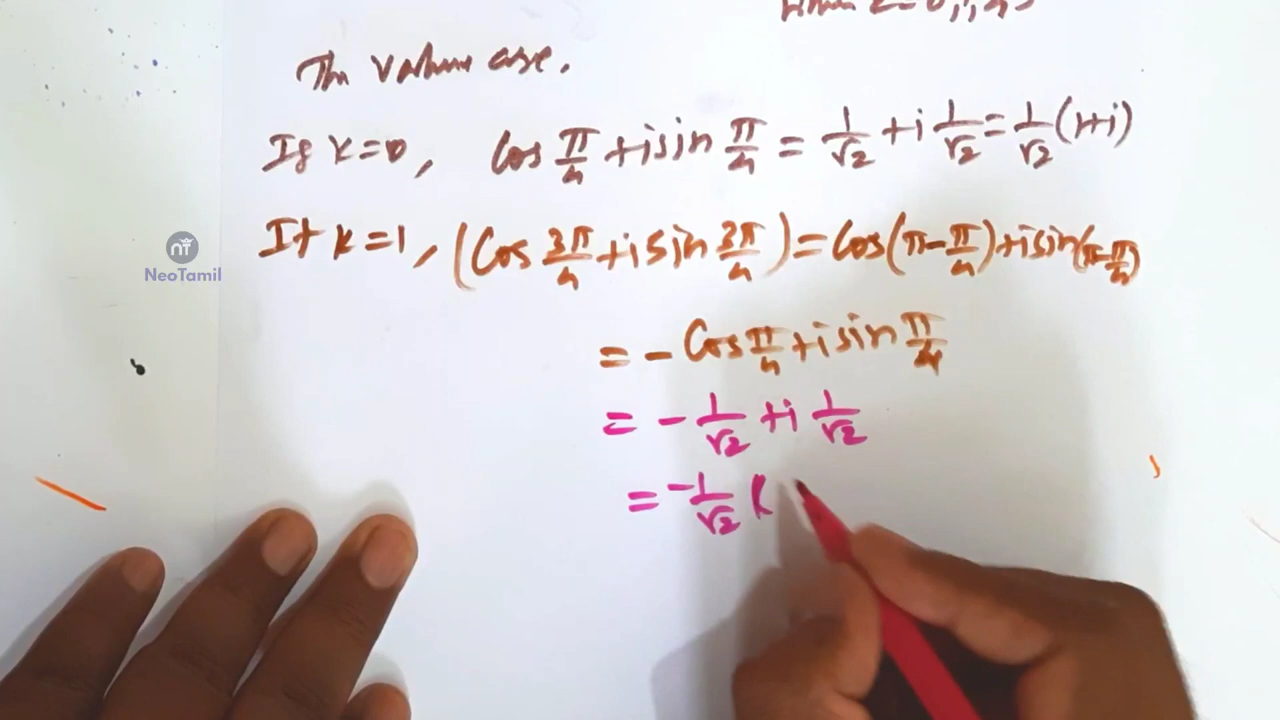 The value are.
If K=0, Cos π/4 + i sin π/4 = 1/√2 + i 1/√2 = 1/√2 (1+i)
If K=1, (Cos 3π/4 + i sin 3π/4) = Cos(π-π/4) + i sin(π-π/4)
NeoTamil
= - Cos π/4 + i sin π/4
= - 1/√2 + i 1/√2
= -1/√2 (